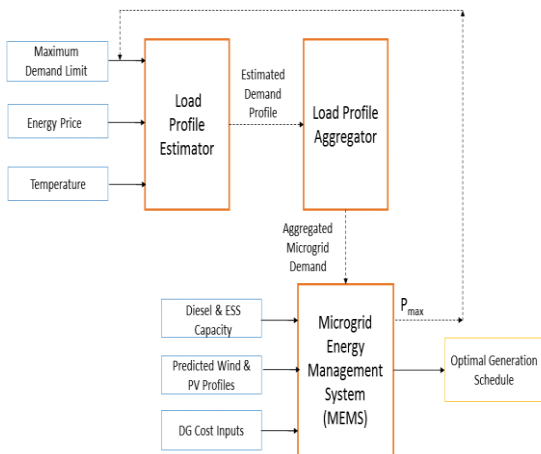 Maximum
Demand Limit
Energy Price
Temperature
Load
Profile
Estimator
Estimated
Demand
Profile
Load Profile
Aggregator
Aggregated
Microgrid
Demand
Diesel & ESS
Capacity
Predicted Wind &
PV Profiles
DG Cost Inputs
Microgrid
Energy
Management
System
(MEMS)
Pmax
Optimal Generation
Schedule